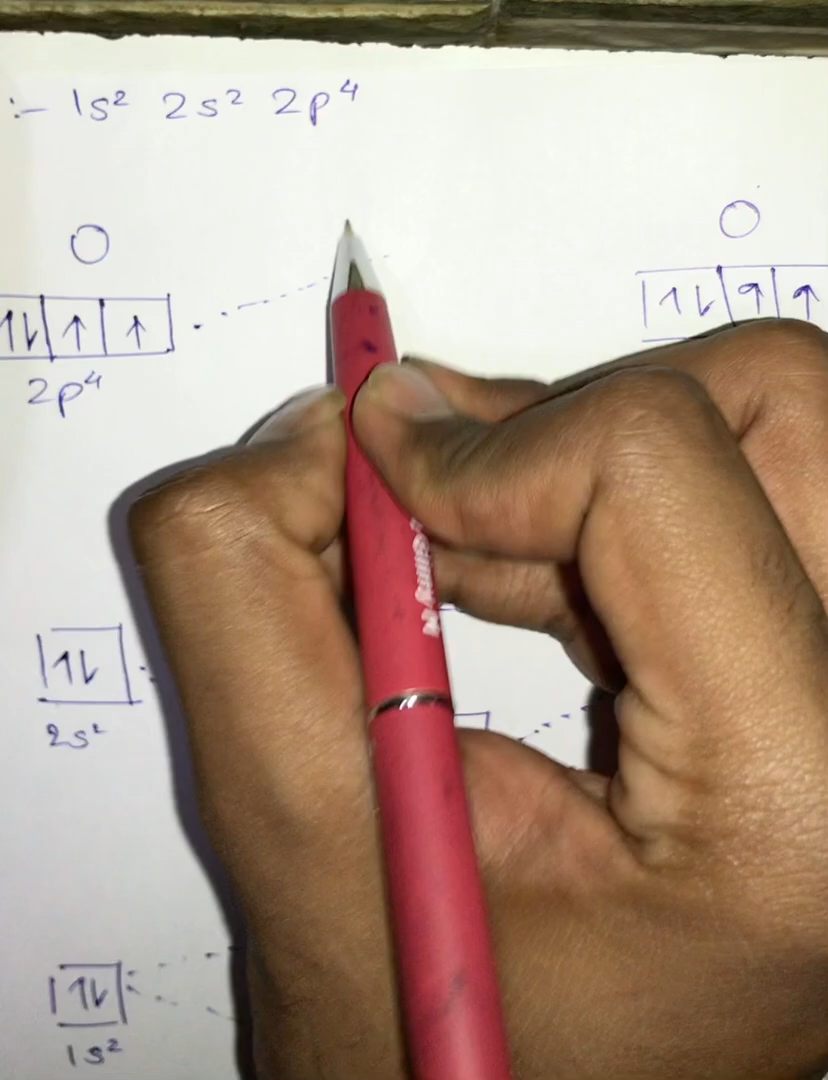 :- 1s² 2s² 2p⁴
O O
↑↓ ↑ ↑ ↑↓ ↑ ↑
2p⁴
↑↓
2s²
↑↓
1s²